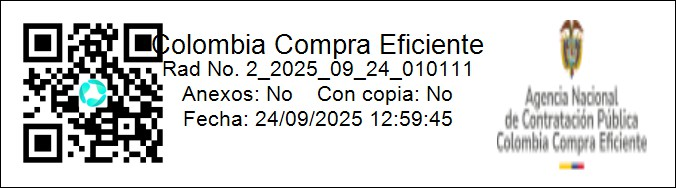 Colombia Compra Eficiente
Rad No. 2_2025_09_24_010111
Anexos: No    Con copia: No
Fecha: 24/09/2025 12:59:45
Agencia Nacional
de Contratación Pública
Colombia Compra Eficiente